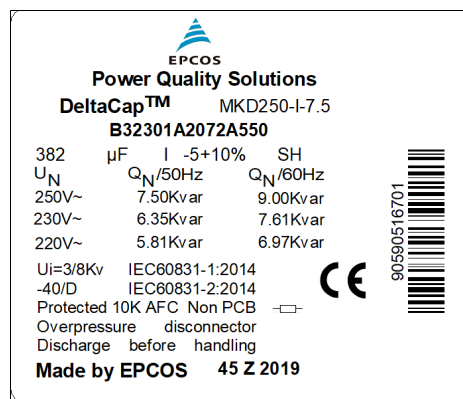 EPCOS
Power Quality Solutions
DeltaCap™ MKD250-I-7.5
B32301A2072A550
382 µF I -5+10% SH
UN QN/50Hz QN/60Hz
250V~ 7.50Kvar 9.00Kvar
230V~ 6.35Kvar 7.61Kvar
220V~ 5.81Kvar 6.97Kvar
Ui=3/8Kv IEC60831-1:2014
-40/D IEC60831-2:2014
Protected 10K AFC Non PCB
Overpressure disconnector
Discharge before handling
Made by EPCOS 45 Z 2019
CE
90590516701